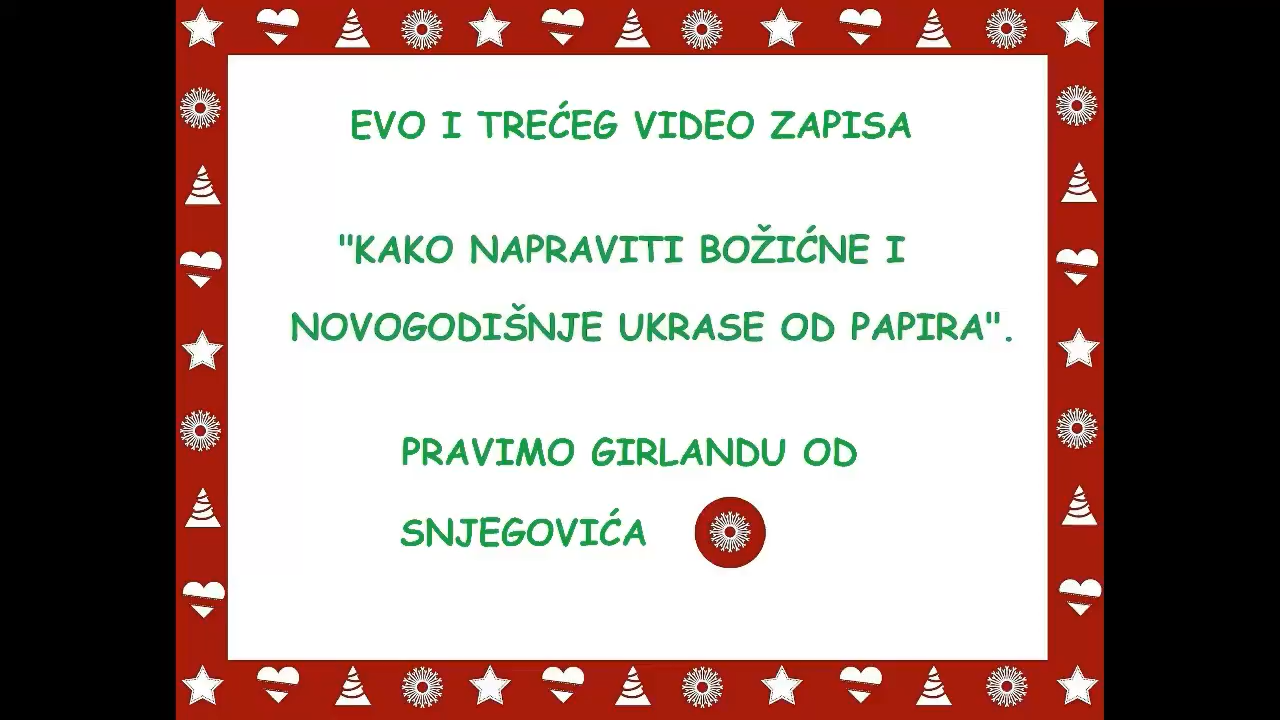 EVO I TREĆEG VIDEO ZAPISA
"KAKO NAPRAVITI BOŽIĆNE I
NOVOGODIŠNJE UKRASE OD PAPIRA".
PRAVIMO GIRLANDU OD
SNJEGOVIĆA